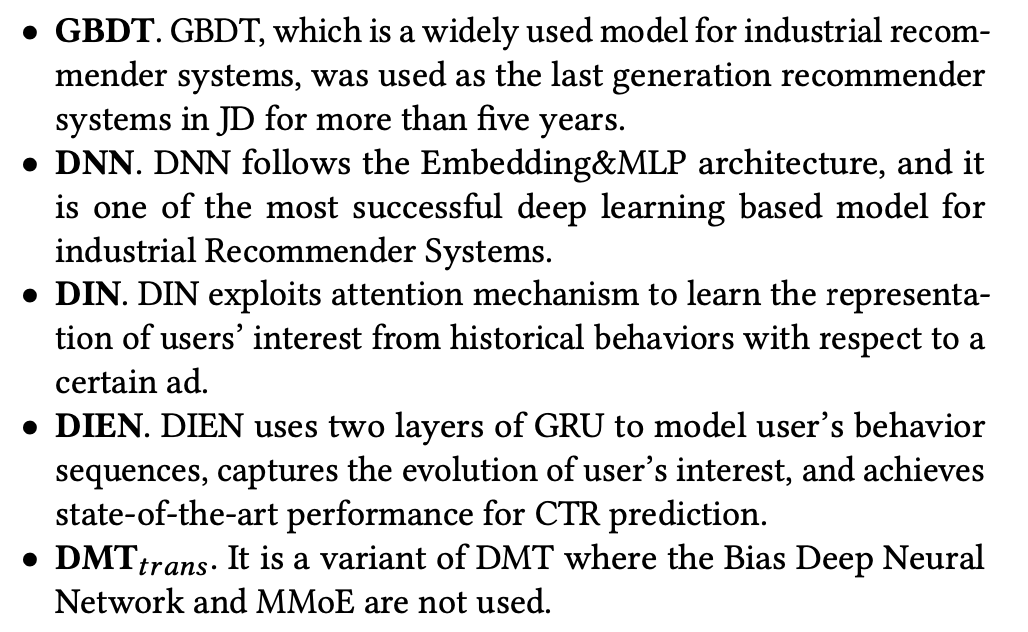 • GBDT. GBDT, which is a widely used model for industrial recom-
mender systems, was used as the last generation recommender
systems in JD for more than five years.
• DNN. DNN follows the Embedding&MLP architecture, and it
is one of the most successful deep learning based model for
industrial Recommender Systems.
• DIN. DIN exploits attention mechanism to learn the representa-
tion of users’ interest from historical behaviors with respect to a
certain ad.
• DIEN. DIEN uses two layers of GRU to model user’s behavior
sequences, captures the evolution of user’s interest, and achieves
state-of-the-art performance for CTR prediction.
• DMT_trans. It is a variant of DMT where the Bias Deep Neural
Network and MMoE are not used.